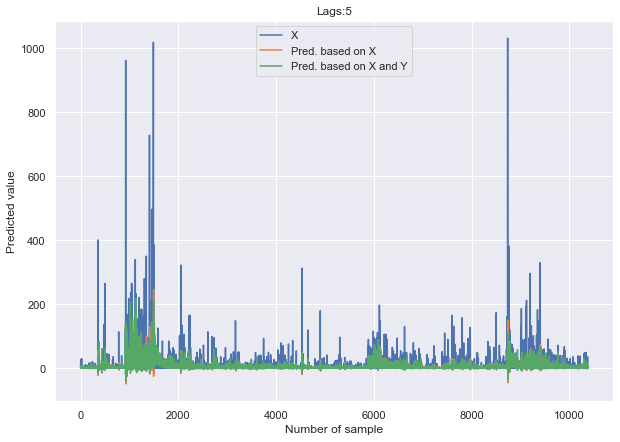 Lags:5
X
Pred. based on X
Pred. based on X and Y
Predicted value
1000
800
600
400
200
0
0
2000
4000
6000
8000
10000
Number of sample